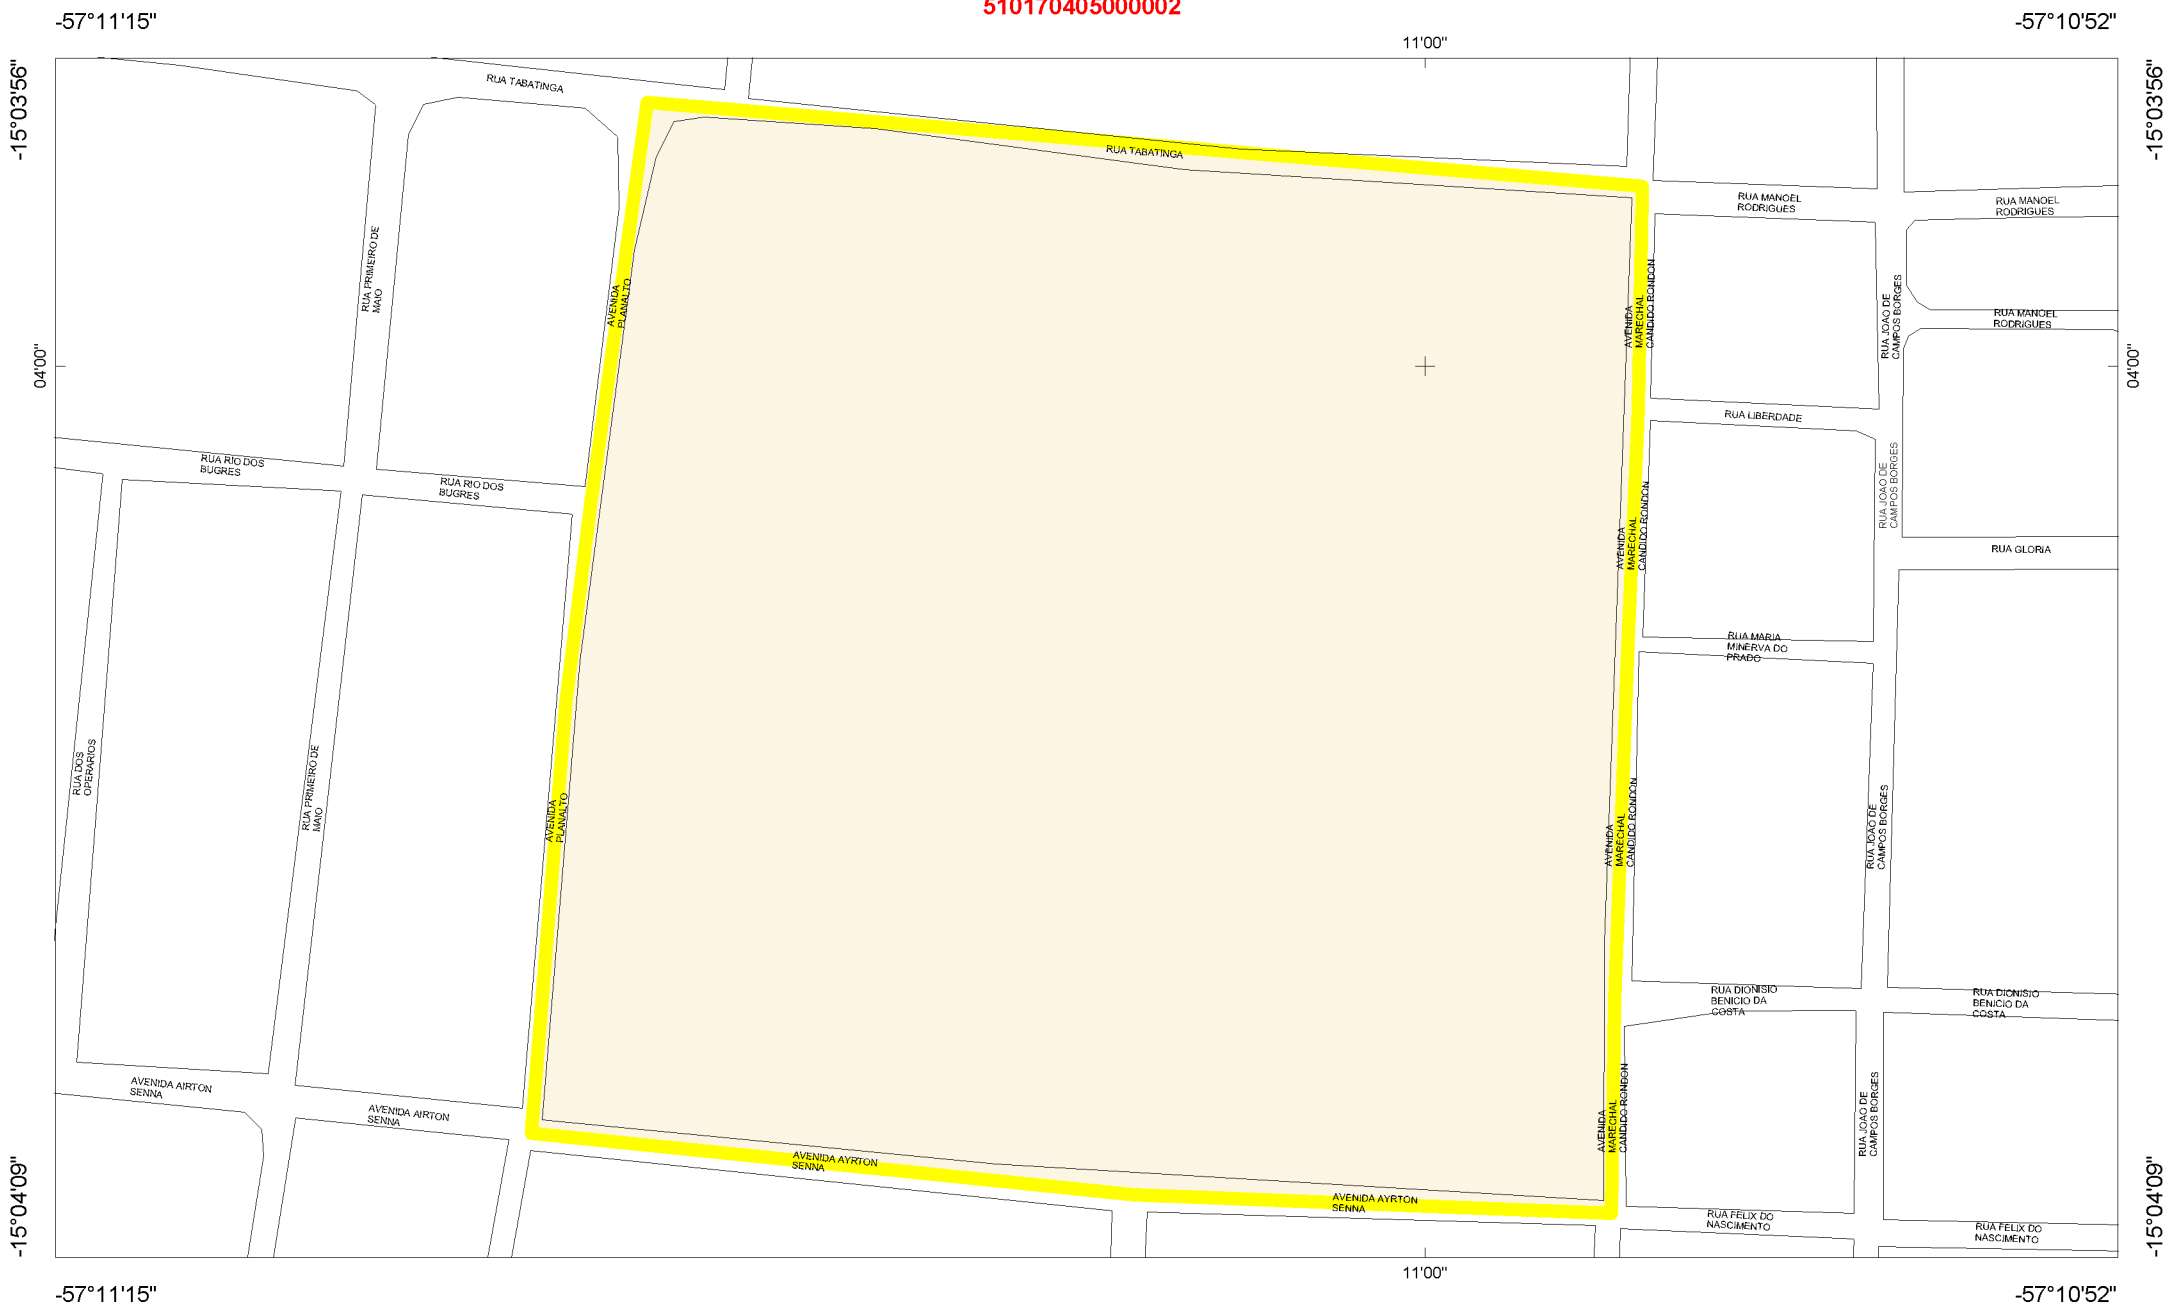 510170405000002
-57°11'15"
-57°10'52"
11'00"
-15°03'56"
-15°03'56"
RUA TABATINGA
RUA TABATINGA
RUA MANOEL
RODRIGUES
RUA MANOEL
RODRIGUES
RUA PRIMEIRO DE
MAIO
AVENIDA
PLANALTO
AVENIDA
MARECHAL
CANDIDO RONDON
RUA JOAO DE
CAMPOS BORGES
RUA MANOEL
RODRIGUES
04'00"
04'00"
RUA LIBERDADE
RUA RIO DOS
BUGRES
RUA RIO DOS
BUGRES
AVENIDA
MARECHAL
CANDIDO RONDON
RUA JOAO DE
CAMPOS BORGES
RUA GLORIA
RUA MARIA
MINERVA DO
PRADO
RUA DOS
OPERARIOS
RUA PRIMEIRO DE
MAIO
AVENIDA
PLANALTO
AVENIDA
MARECHAL
CANDIDO RONDON
RUA JOAO DE
CAMPOS BORGES
RUA DIONISIO
BENICIO DA
COSTA
RUA DIONISIO
BENICIO DA
COSTA
AVENIDA AIRTON
SENNA
AVENIDA AIRTON
SENNA
AVENIDA
MARECHAL
CANDIDO RONDON
RUA JOAO DE
CAMPOS BORGES
AVENIDA AYRTON
SENNA
AVENIDA AYRTON
SENNA
RUA FELIX DO
NASCIMENTO
RUA FELIX DO
NASCIMENTO
-15°04'09"
-15°04'09"
11'00"
-57°11'15"
-57°10'52"